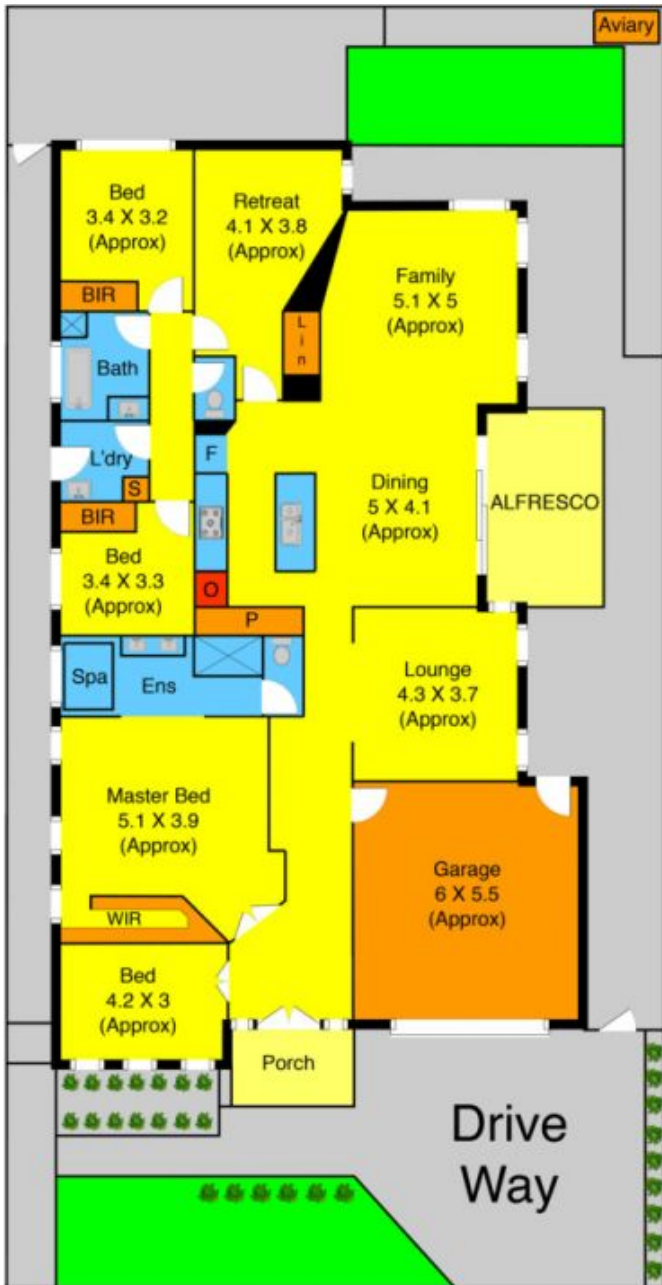 Aviary
Bed
3.4 X 3.2
(Approx)
Retreat
4.1 X 3.8
(Approx)
Family
5.1 X 5
(Approx)
BIR
Lin
Bath
F
L'dry
S
Dining
5 X 4.1
(Approx)
ALFRESCO
BIR
Bed
3.4 X 3.3
(Approx)
O
P
Spa
Ens
Lounge
4.3 X 3.7
(Approx)
Master Bed
5.1 X 3.9
(Approx)
Garage
6 X 5.5
(Approx)
WIR
Bed
4.2 X 3
(Approx)
Porch
Drive
Way